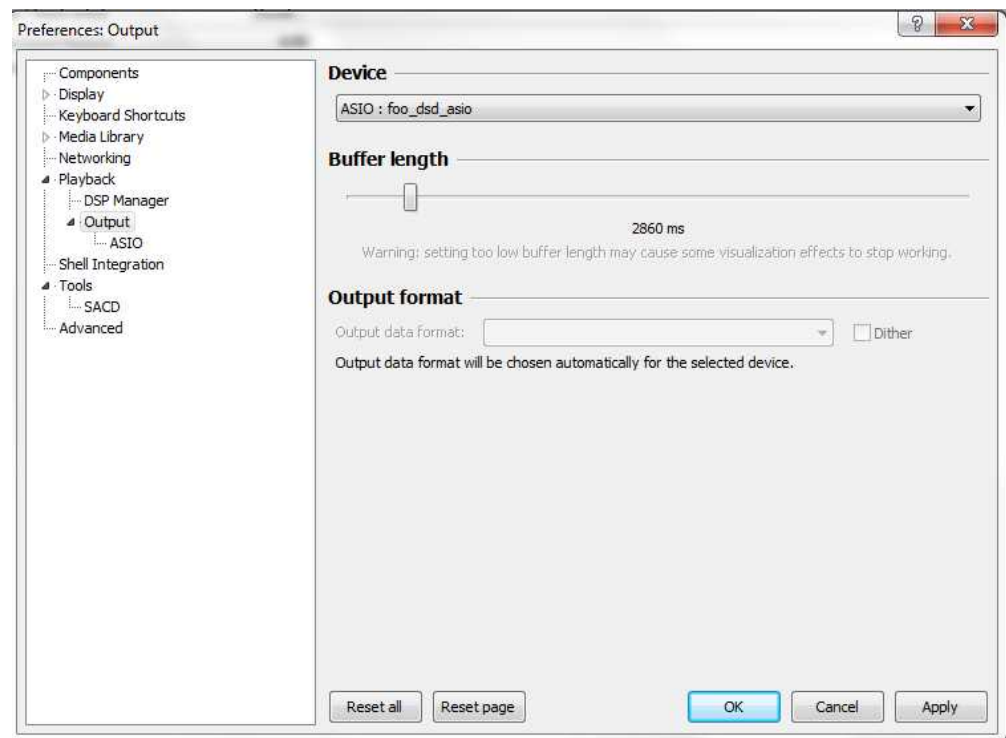 Preferences: Output
Components
Display
Keyboard Shortcuts
Media Library
Networking
Playback
DSP Manager
Output
ASIO
Shell Integration
Tools
SACD
Advanced
Device
ASIO : foo_dsd_asio
Buffer length
2860 ms
Warning: setting too low buffer length may cause some visualization effects to stop working.
Output format
Output data format:
Dither
Output data format will be chosen automatically for the selected device.
Reset all
Reset page
OK
Cancel
Apply